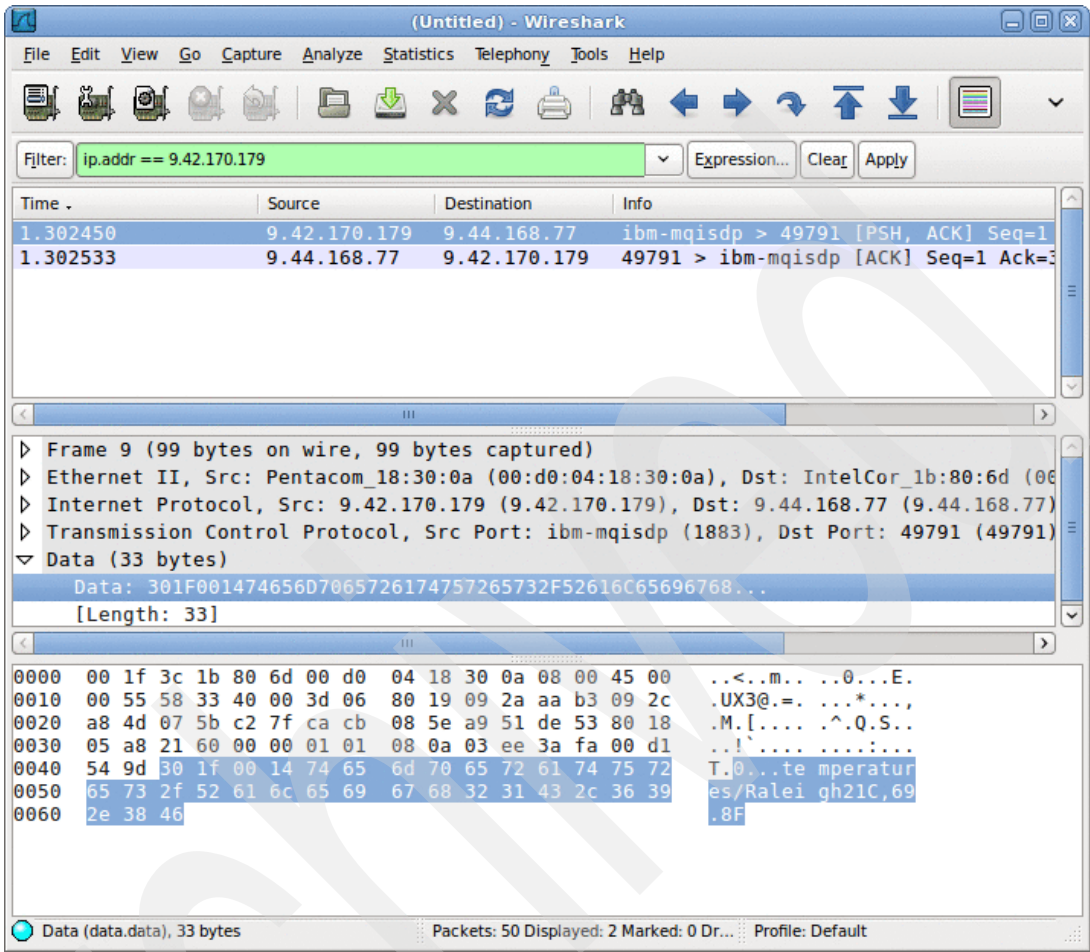 (Untitled) - Wireshark
File Edit View Go Capture Analyze Statistics Telephony Tools Help
Filter: ip.addr == 9.42.170.179 Expression... Clear Apply
Time Source Destination Info
1.302450 9.42.170.179 9.44.168.77 ibm-mqisdp > 49791 [PSH, ACK] Seq=1
1.302533 9.44.168.77 9.42.170.179 49791 > ibm-mqisdp [ACK] Seq=1 Ack=3
Frame 9 (99 bytes on wire, 99 bytes captured)
Ethernet II, Src: Pentacom_18:30:0a (00:d0:04:18:30:0a), Dst: IntelCor_1b:80:6d (00
Internet Protocol, Src: 9.42.170.179 (9.42.170.179), Dst: 9.44.168.77 (9.44.168.77)
Transmission Control Protocol, Src Port: ibm-mqisdp (1883), Dst Port: 49791 (49791)
Data (33 bytes)
Data: 301F001474656D7065726174757265732F52616C65696768...
[Length: 33]
0000 00 1f 3c 1b 80 6d 00 d0 04 18 30 0a 08 00 45 00 ..<..m.. ..0...E.
0010 00 55 58 33 40 00 3d 06 80 19 09 2a aa b3 09 2c .UX3@.=. ...*...,
0020 a8 4d 07 5b c2 7f ca cb 08 5e a9 51 de 53 80 18 .M.[.... .^.Q.S..
0030 05 a8 21 60 00 00 01 01 08 0a 03 ee 3a fa 00 d1 ..!`.... ....:...
0040 54 9d 30 1f 00 14 74 65 6d 70 65 72 61 74 75 72 T.0...te mperatur
0050 65 73 2f 52 61 6c 65 69 67 68 32 31 43 2c 36 39 es/Ralei gh21C,69
0060 2e 38 46 .8F
Data (data.data), 33 bytes Packets: 50 Displayed: 2 Marked: 0 Dr... Profile: Default